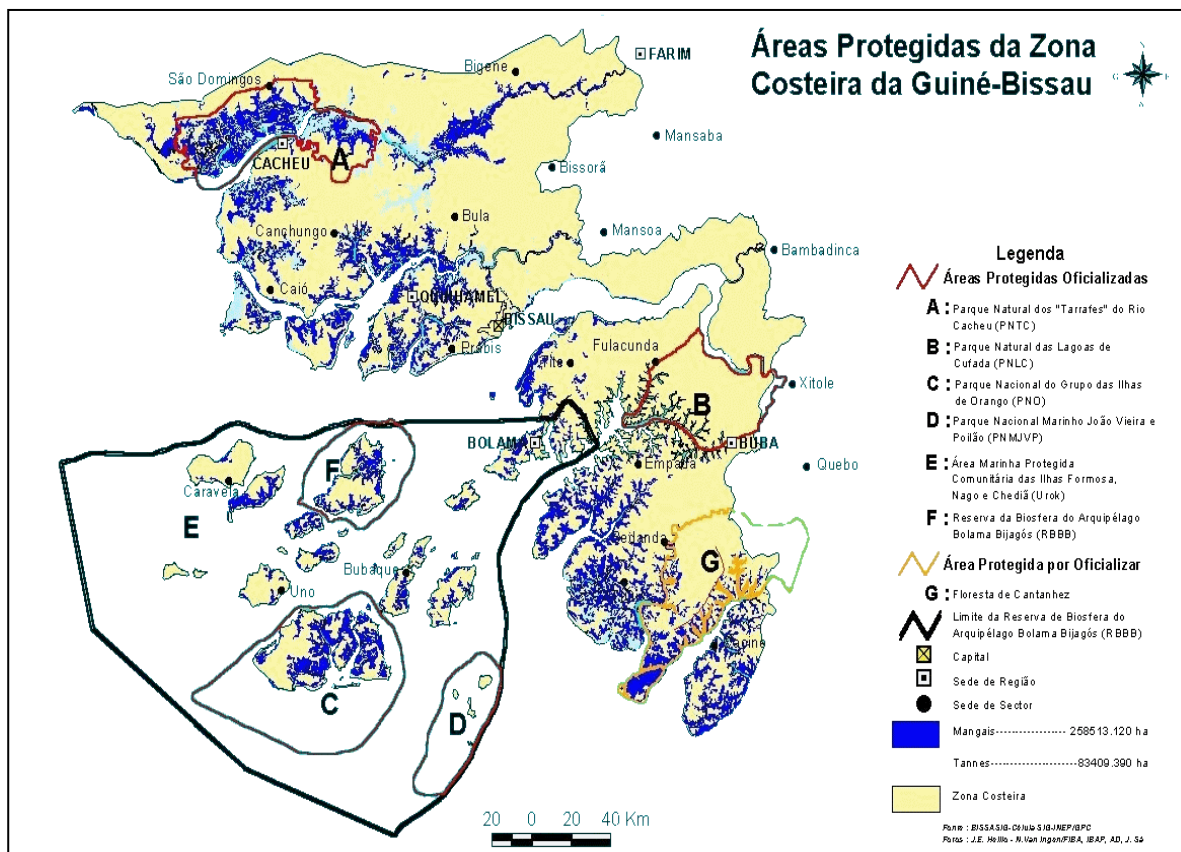 Áreas Protegidas da Zona
Costeira da Guiné-Bissau
FARIM
Bigene
São Domingos
Mansaba
CACHEU
A
Bissorã
Bula
Canchungo
Mansoa
Bambadinca
Caió
BISSAU
Prabis
Fulacunda
Xitole
B
BOLAMA
BUBA
Empada
Quebo
F
Caravela
E
Bubaque
Uno
G
C
D
20 0 20 40 Km
Legenda
Áreas Protegidas Oficializadas
A : Parque Natural dos "Tarrafes" do Rio
Cacheu (PNTC)
B : Parque Natural das Lagoas de
Cufada (PNLC)
C : Parque Nacional do Grupo das Ilhas
de Orango (PNO)
D : Parque Nacional Marinho João Vieira e
Poilão (PNMJVP)
E : Área Marinha Protegida
Comunitária das Ilhas Formosa,
Nago e Chediã (Urok)
F : Reserva da Biosfera do Arquipélago
Bolama Bijagós (RBBB)
Área Protegida por Oficializar
G : Floresta de Cantanhez
Limite da Reserva de Biosfera do
Arquipélago Bolama Bijagós (RBBB)
Capital
Sede de Região
Sede de Sector
Mangais------------------- 258513.120 ha
Tannes---------------------83409.390 ha
Zona Costeira